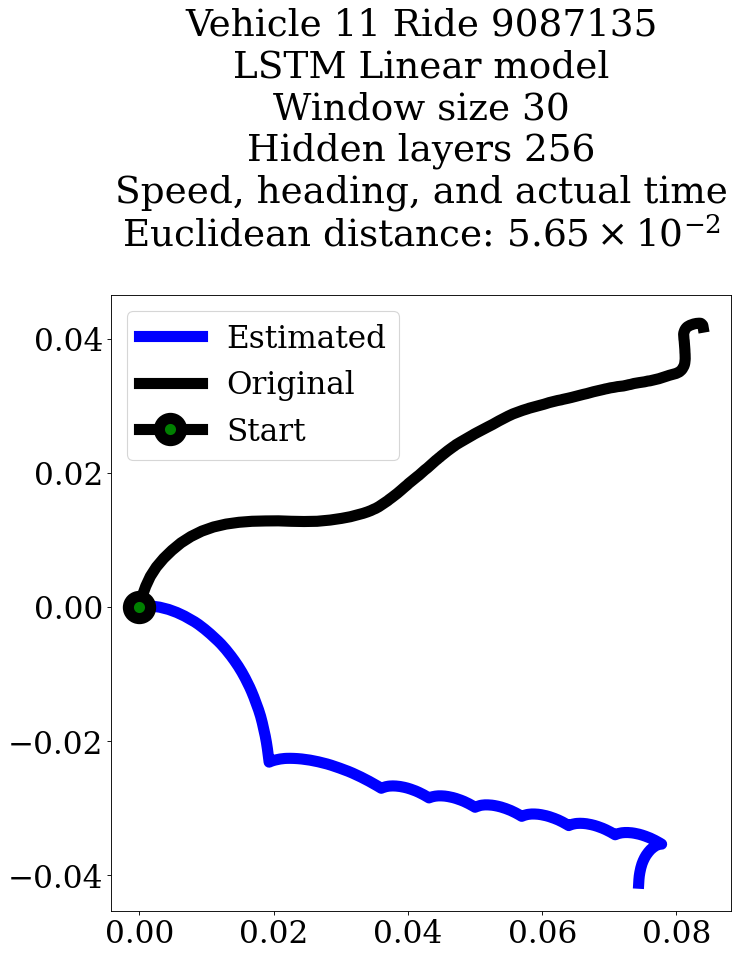 Vehicle 11 Ride 9087135
LSTM Linear model
Window size 30
Hidden layers 256
Speed, heading, and actual time
Euclidean distance: 5.65 × 10⁻²
Estimated
Original
Start
0.04
0.02
0.00
−0.02
−0.04
0.00 0.02 0.04 0.06 0.08